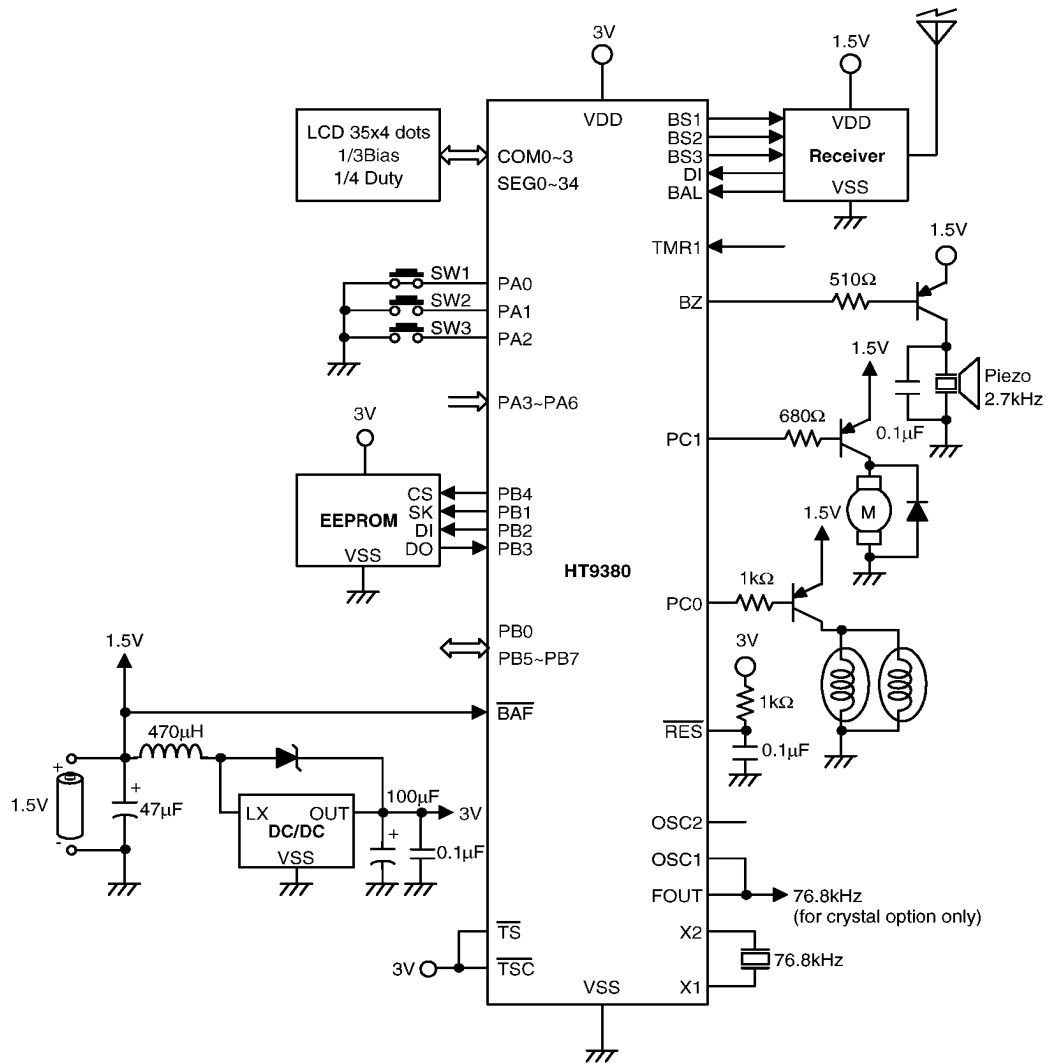 3V
1.5V
LCD 35x4 dots
1/3Bias
1/4 Duty
VDD
COM0~3
SEG0~34
BS1
BS2
BS3
DI
BAL
VDD
Receiver
VSS
TMR1
1.5V
SW1
PA0
SW2
PA1
SW3
PA2
BZ
510Ω
1.5V
Piezo
2.7kHz
0.1µF
PA3~PA6
3V
PC1
680Ω
M
EEPROM
CS
SK
DI
DO
VSS
PB4
PB1
PB2
PB3
HT9380
1.5V
PC0
1kΩ
PB0
PB5~PB7
1.5V
3V
1kΩ
BAF
RES
0.1µF
470µH
+
1.5V
-
+
47µF
LX
OUT
DC/DC
VSS
100µF
+
3V
0.1µF
OSC2
OSC1
FOUT
76.8kHz
(for crystal option only)
TS
3V
TSC
X2
76.8kHz
X1
VSS